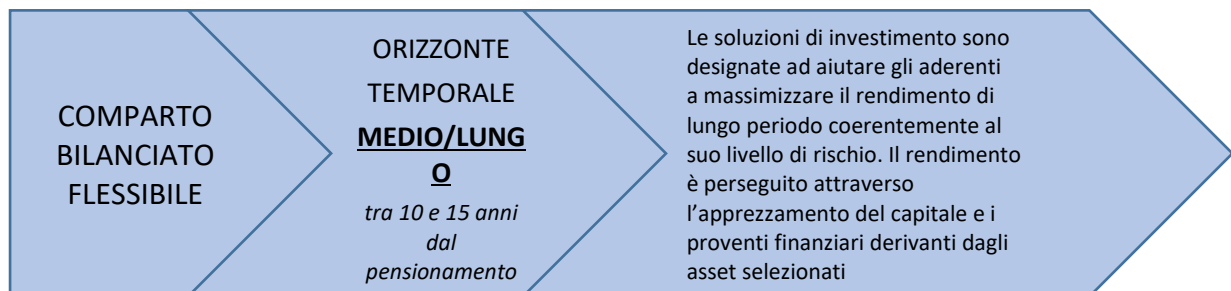 COMPARTO
BILANCIATO
FLESSIBILE
ORIZZONTE
TEMPORALE
MEDIO/LUNG
O
tra 10 e 15 anni
dal
pensionamento
Le soluzioni di investimento sono
designate ad aiutare gli aderenti
a massimizzare il rendimento di
lungo periodo coerentemente al
suo livello di rischio. Il rendimento
è perseguito attraverso
l’apprezzamento del capitale e i
proventi finanziari derivanti dagli
asset selezionati